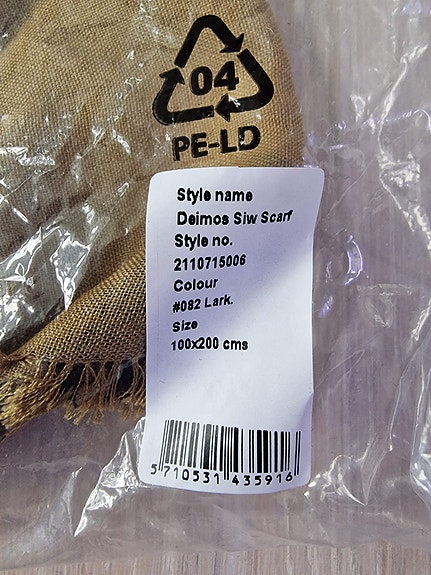 04
PE-LD
Style name
Deimos Siw Scarf
Style no.
2110715006
Colour
#082 Lark.
Size
100x200 cms
5 710531 435916